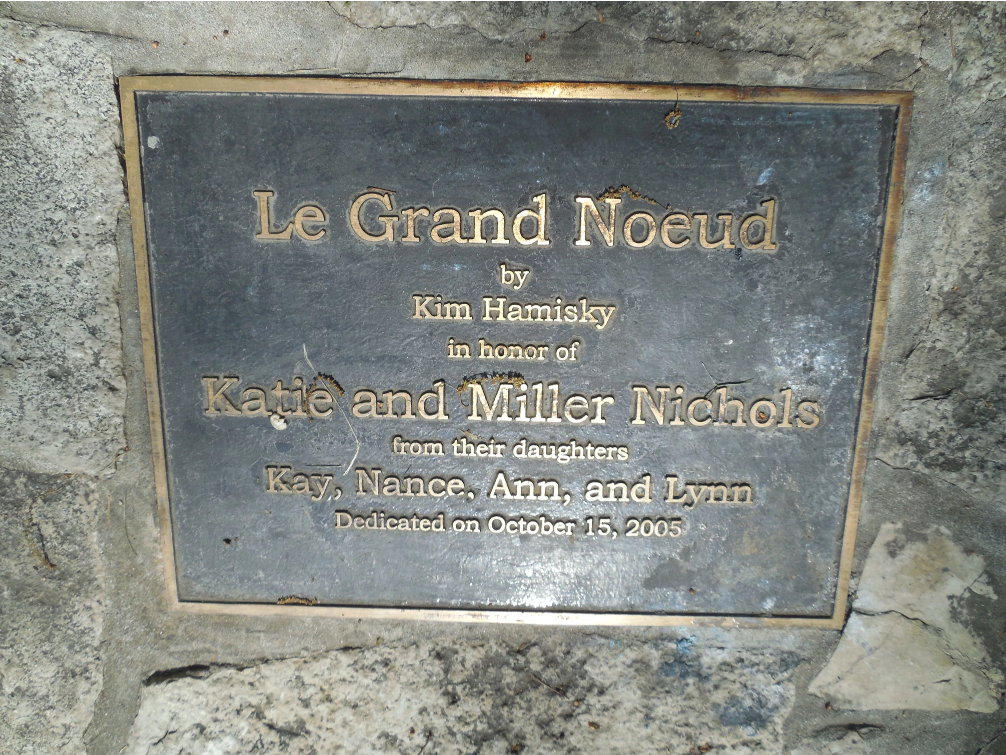 Le Grand Noeud
by
Kim Hamisky
in honor of
Katie and Miller Nichols
from their daughters
Kay, Nance, Ann, and Lynn
Dedicated on October 15, 2005